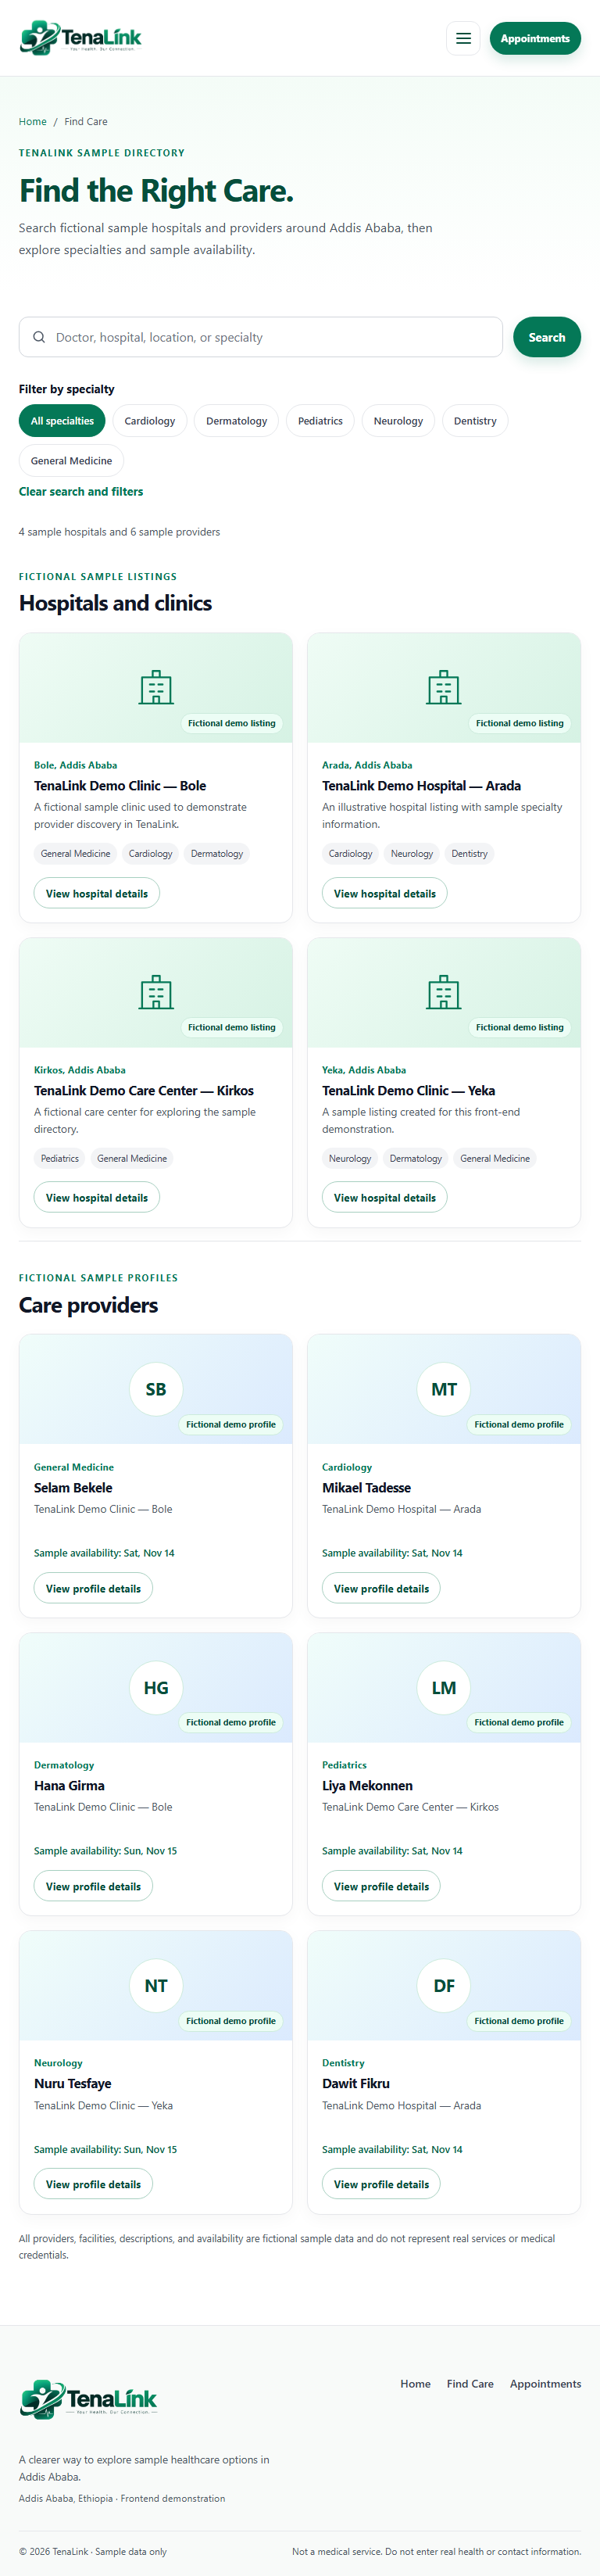 TenaLink
Your Health. Our Connection.
Appointments
Home / Find Care
TENALINK SAMPLE DIRECTORY
Find the Right Care.
Search fictional sample hospitals and providers around Addis Ababa, then
explore specialties and sample availability.
Doctor, hospital, location, or specialty
Search
Filter by specialty
All specialties
Cardiology
Dermatology
Pediatrics
Neurology
Dentistry
General Medicine
Clear search and filters
4 sample hospitals and 6 sample providers
FICTIONAL SAMPLE LISTINGS
Hospitals and clinics
Fictional demo listing
Bole, Addis Ababa
TenaLink Demo Clinic — Bole
A fictional sample clinic used to demonstrate
provider discovery in TenaLink.
General Medicine
Cardiology
Dermatology
View hospital details
Fictional demo listing
Arada, Addis Ababa
TenaLink Demo Hospital — Arada
An illustrative hospital listing with sample specialty
information.
Cardiology
Neurology
Dentistry
View hospital details
Fictional demo listing
Kirkos, Addis Ababa
TenaLink Demo Care Center — Kirkos
A fictional care center for exploring the sample
directory.
Pediatrics
General Medicine
View hospital details
Fictional demo listing
Yeka, Addis Ababa
TenaLink Demo Clinic — Yeka
A sample listing created for this front-end
demonstration.
Neurology
Dermatology
General Medicine
View hospital details
FICTIONAL SAMPLE PROFILES
Care providers
SB
Fictional demo profile
General Medicine
Selam Bekele
TenaLink Demo Clinic — Bole
Sample availability: Sat, Nov 14
View profile details
MT
Fictional demo profile
Cardiology
Mikael Tadesse
TenaLink Demo Hospital — Arada
Sample availability: Sat, Nov 14
View profile details
HG
Fictional demo profile
Dermatology
Hana Girma
TenaLink Demo Clinic — Bole
Sample availability: Sun, Nov 15
View profile details
LM
Fictional demo profile
Pediatrics
Liya Mekonnen
TenaLink Demo Care Center — Kirkos
Sample availability: Sat, Nov 14
View profile details
NT
Fictional demo profile
Neurology
Nuru Tesfaye
TenaLink Demo Clinic — Yeka
Sample availability: Sun, Nov 15
View profile details
DF
Fictional demo profile
Dentistry
Dawit Fikru
TenaLink Demo Hospital — Arada
Sample availability: Sat, Nov 14
View profile details
All providers, facilities, descriptions, and availability are fictional sample data and do not represent real services or medical
credentials.
TenaLink
Your Health. Our Connection.
Home
Find Care
Appointments
A clearer way to explore sample healthcare options in
Addis Ababa.
Addis Ababa, Ethiopia · Frontend demonstration
© 2026 TenaLink · Sample data only
Not a medical service. Do not enter real health or contact information.